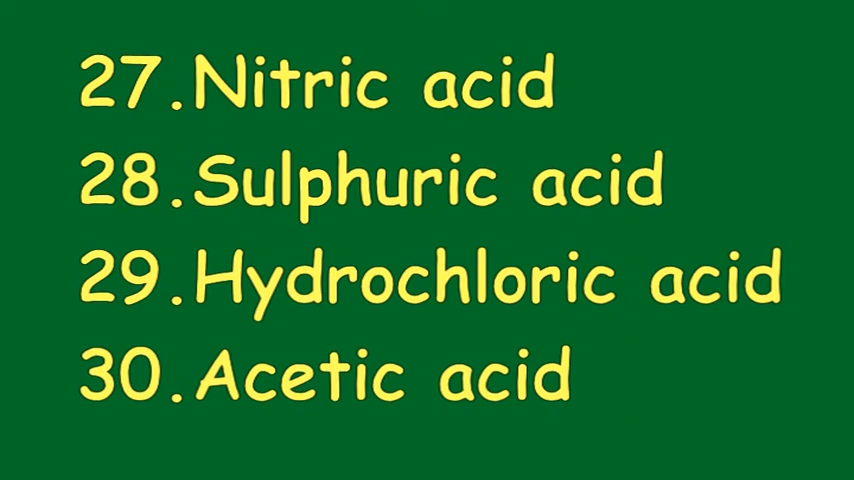 27.Nitric acid
28.Sulphuric acid
29.Hydrochloric acid
30.Acetic acid